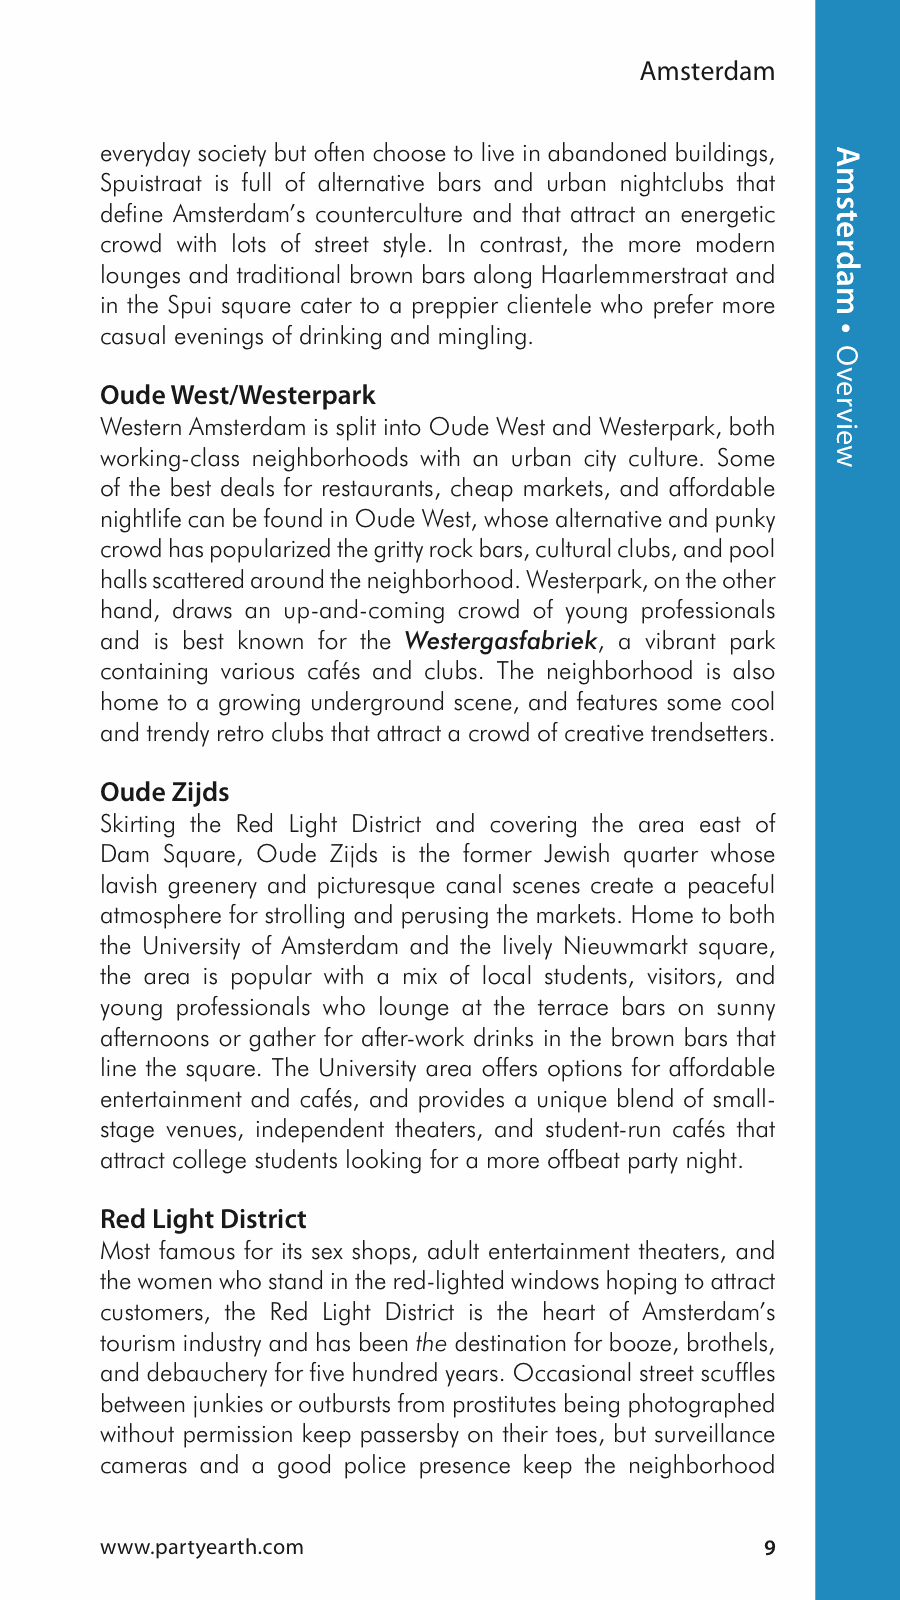 Amsterdam
everyday society but often choose to live in abandoned buildings,
Spuistraat is full of alternative bars and urban nightclubs that
define Amsterdam's counterculture and that attract an energetic
crowd with lots of street style. In contrast, the more modern
lounges and traditional brown bars along Haarlemmerstraat and
in the Spui square cater to a preppier clientele who prefer more
casual evenings of drinking and mingling.
Oude West/Westerpark
Western Amsterdam is split into Oude West and Westerpark, both
working-class neighborhoods with an urban city culture. Some
of the best deals for restaurants, cheap markets, and affordable
nightlife can be found in Oude West, whose alternative and punky
crowd has popularized the gritty rock bars, cultural clubs, and pool
halls scattered around the neighborhood. Westerpark, on the other
hand, draws an up-and-coming crowd of young professionals
and is best known for the Westergasfabriek, a vibrant park
containing various cafés and clubs. The neighborhood is also
home to a growing underground scene, and features some cool
and trendy retro clubs that attract a crowd of creative trendsetters.
Oude Zijds
Skirting the Red Light District and covering the area east of
Dam Square, Oude Zijds is the former Jewish quarter whose
lavish greenery and picturesque canal scenes create a peaceful
atmosphere for strolling and perusing the markets. Home to both
the University of Amsterdam and the lively Nieuwmarkt square,
the area is popular with a mix of local students, visitors, and
young professionals who lounge at the terrace bars on sunny
afternoons or gather for after-work drinks in the brown bars that
line the square. The University area offers options for affordable
entertainment and cafés, and provides a unique blend of small-
stage venues, independent theaters, and student-run cafés that
attract college students looking for a more offbeat party night.
Red Light District
Most famous for its sex shops, adult entertainment theaters, and
the women who stand in the red-lighted windows hoping to attract
customers, the Red Light District is the heart of Amsterdam's
tourism industry and has been the destination for booze, brothels,
and debauchery for five hundred years. Occasional street scuffles
between junkies or outbursts from prostitutes being photographed
without permission keep passersby on their toes, but surveillance
cameras and a good police presence keep the neighborhood
www.partyearth.com
9
Amsterdam • Overview